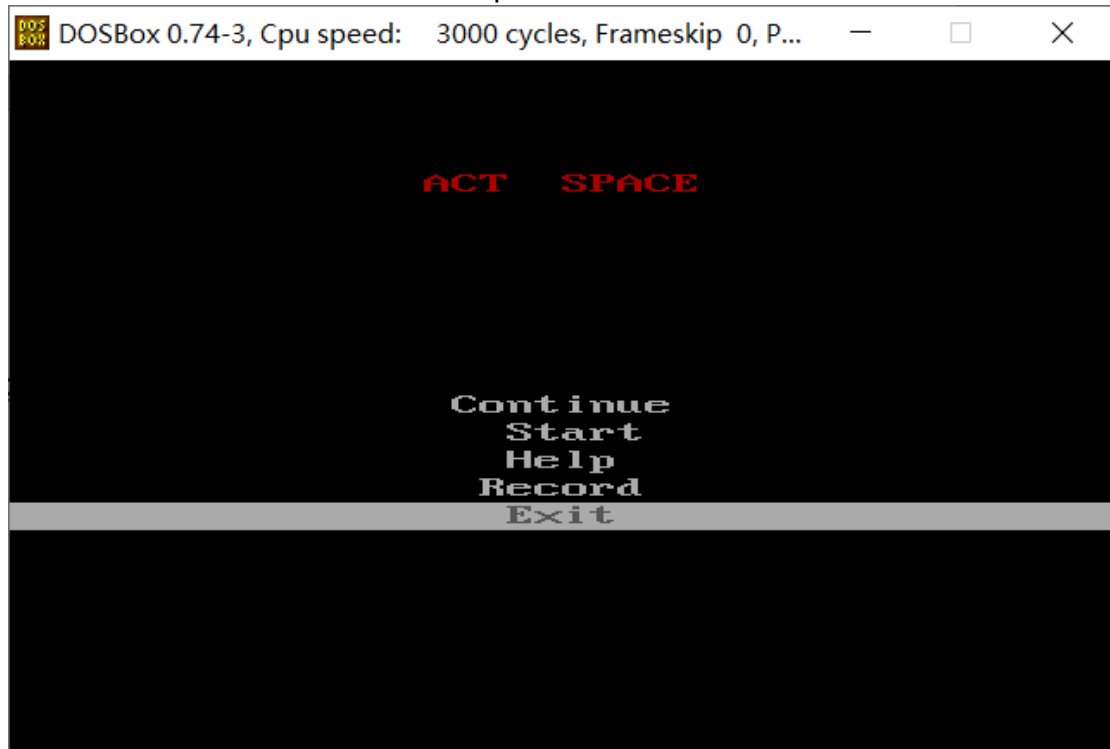 DOSBox 0.74-3, Cpu speed: 3000 cycles, Frameskip 0, P...
ACT SPACE
Continue
Start
Help
Record
Exit